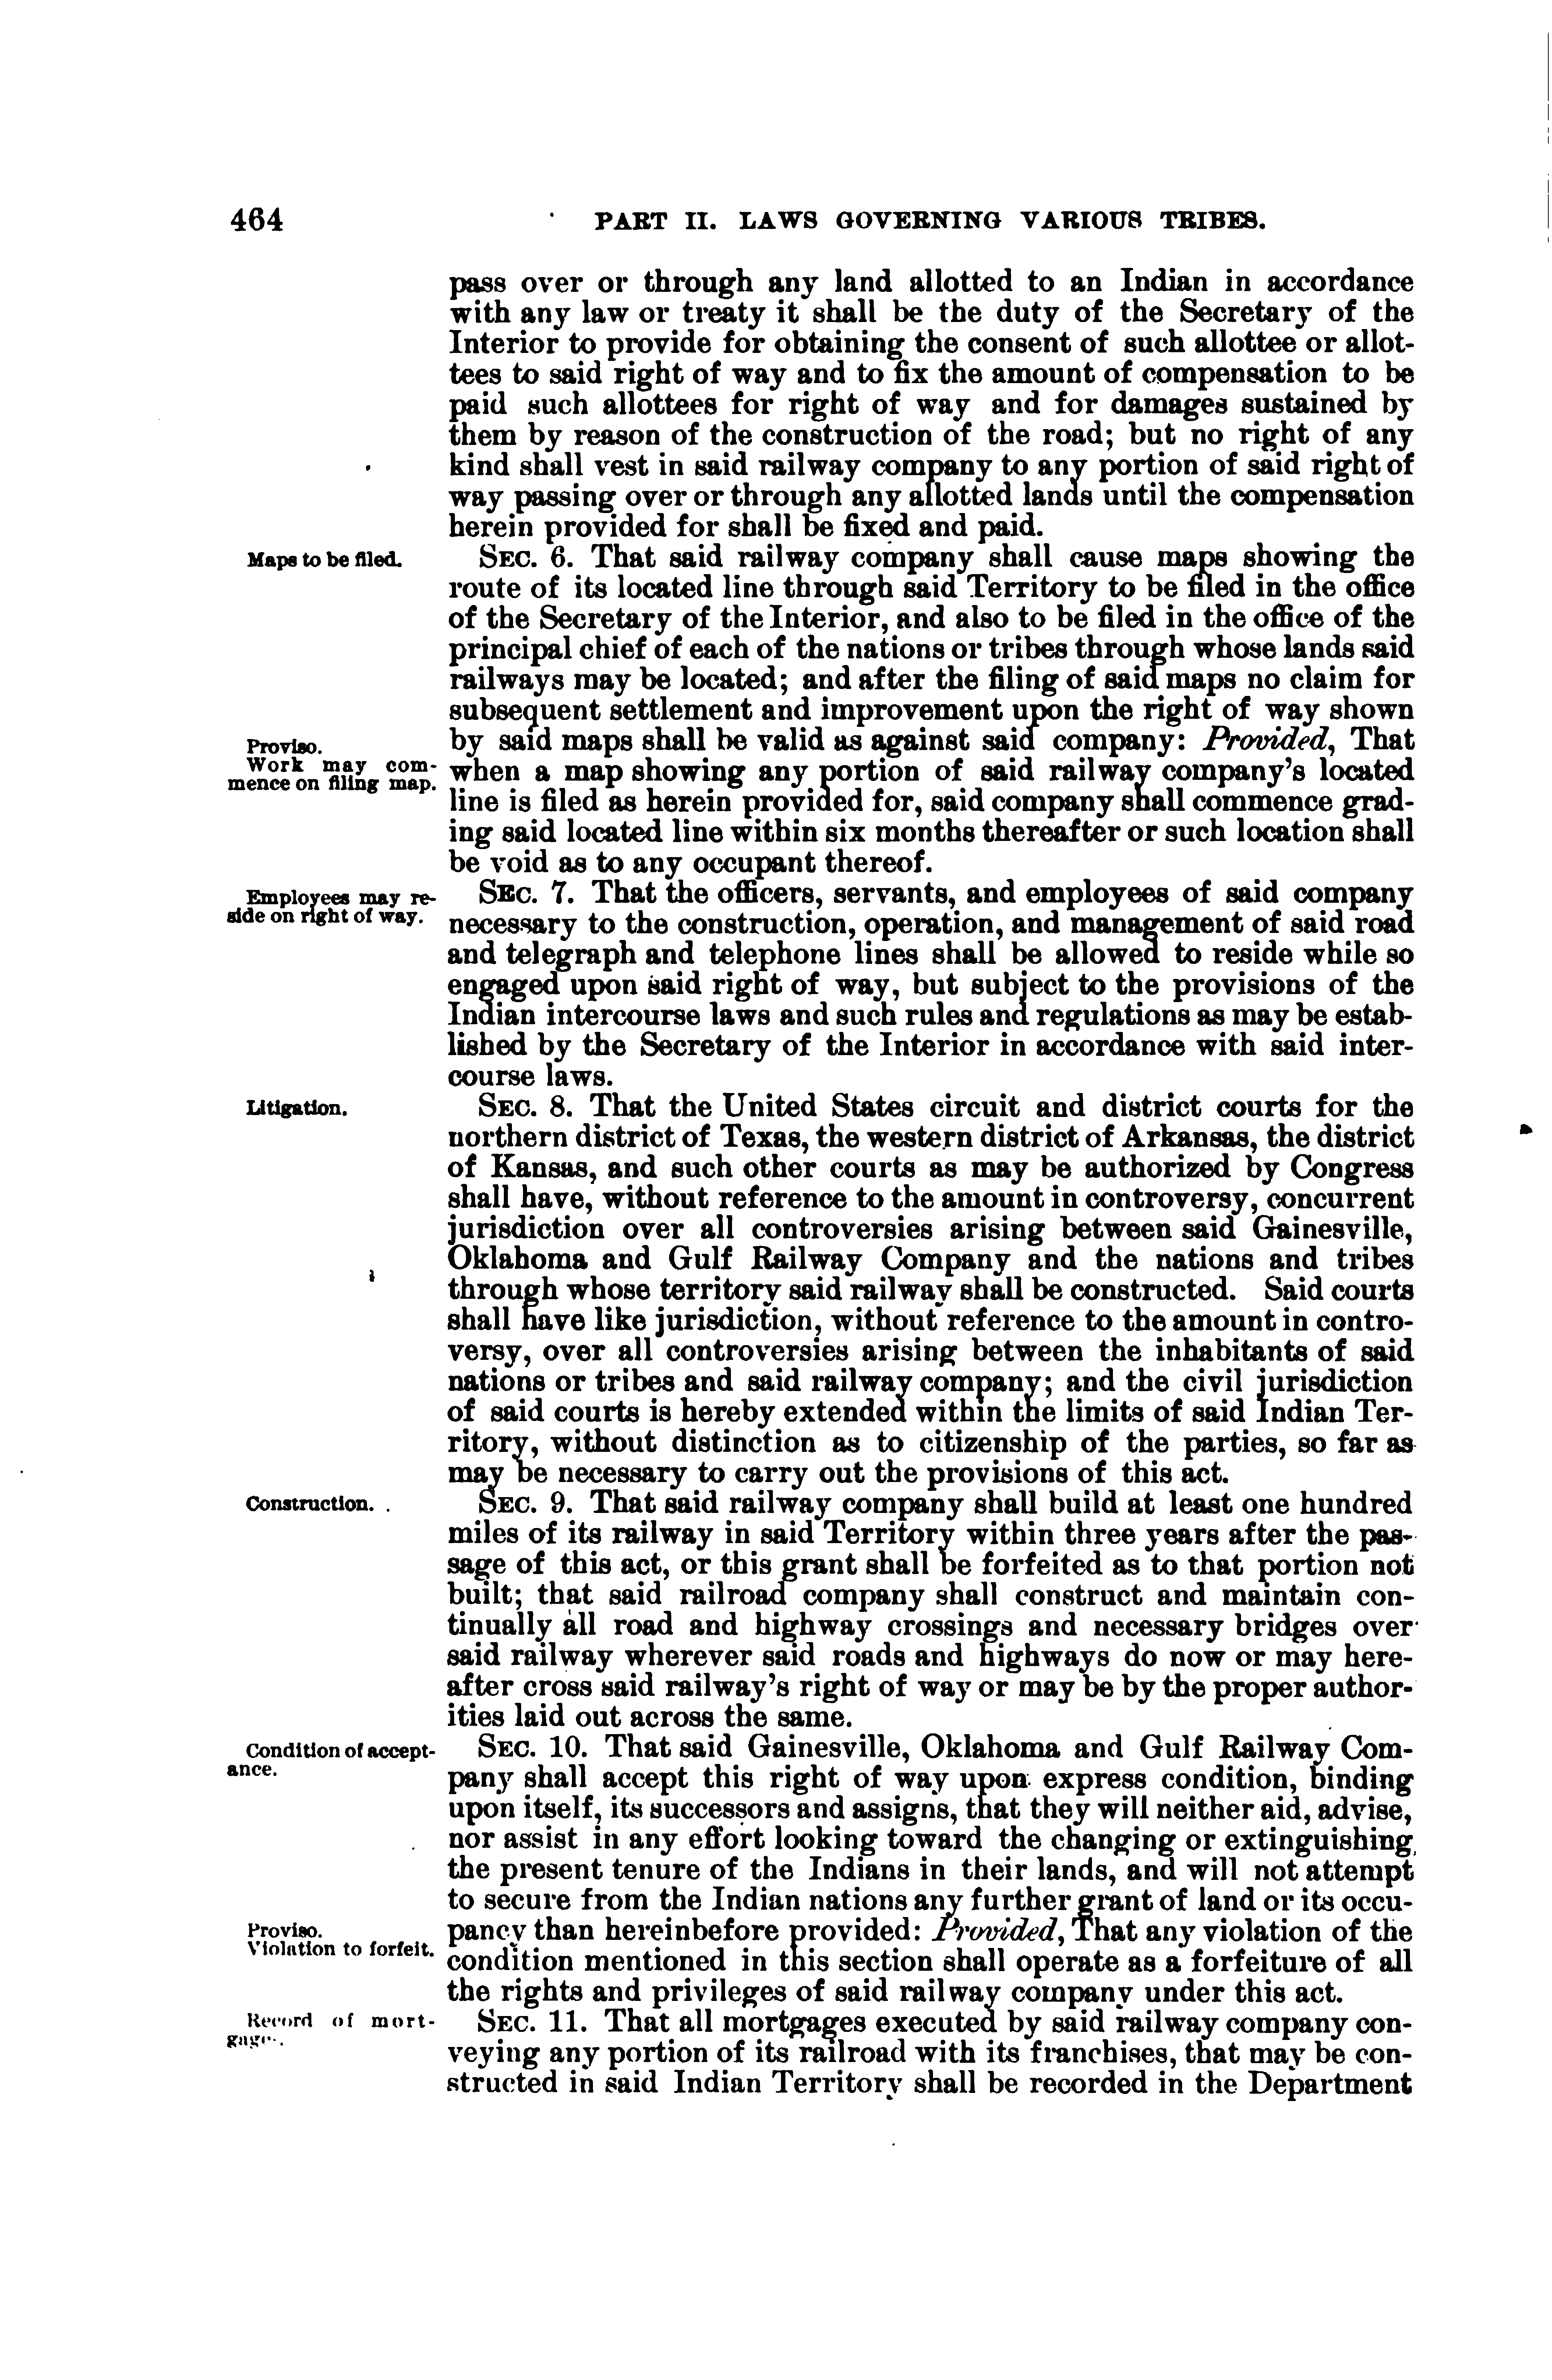 464
PART II. LAWS GOVERNING VARIOUS TRIBES.
pass over or through any land allotted to an Indian in accordance
with any law or treaty it shall be the duty of the Secretary of the
Interior to provide for obtaining the consent of such allottee or allot-
tees to said right of way and to fix the amount of compensation to be
paid such allottees for right of way and for damages sustained by
them by reason of the construction of the road; but no right of any
kind shall vest in said railway company to any portion of said right of
way passing over or through any allotted lands until the compensation
herein provided for shall be fixed and paid.
Maps to be filed.
SEC. 6. That said railway company shall cause maps showing the
route of its located line through said Territory to be filed in the office
of the Secretary of the Interior, and also to be filed in the office of the
principal chief of each of the nations or tribes through whose lands said
railways may be located; and after the filing of said maps no claim for
subsequent settlement and improvement upon the right of way shown
Proviso.
by said maps shall be valid as against said company: Provided, That
Work may com-
mence on filing map.
when a map showing any portion of said railway company's located
line is filed as herein provided for, said company shall commence grad-
ing said located line within six months thereafter or such location shall
be void as to any occupant thereof.
Employees may re-
side on right of way.
SEC. 7. That the officers, servants, and employees of said company
necessary to the construction, operation, and management of said road
and telegraph and telephone lines shall be allowed to reside while so
engaged upon said right of way, but subject to the provisions of the
Indian intercourse laws and such rules and regulations as may be estab-
lished by the Secretary of the Interior in accordance with said inter-
course laws.
Litigation.
SEC. 8. That the United States circuit and district courts for the
northern district of Texas, the western district of Arkansas, the district
of Kansas, and such other courts as may be authorized by Congress
shall have, without reference to the amount in controversy, concurrent
jurisdiction over all controversies arising between said Gainesville,
Oklahoma and Gulf Railway Company and the nations and tribes
through whose territory said railway shall be constructed. Said courts
shall have like jurisdiction, without reference to the amount in contro-
versy, over all controversies arising between the inhabitants of said
nations or tribes and said railway company; and the civil jurisdiction
of said courts is hereby extended within the limits of said Indian Ter-
ritory, without distinction as to citizenship of the parties, so far as
may be necessary to carry out the provisions of this act.
Construction.
SEC. 9. That said railway company shall build at least one hundred
miles of its railway in said Territory within three years after the pas-
sage of this act, or this grant shall be forfeited as to that portion not
built; that said railroad company shall construct and maintain con-
tinually all road and highway crossings and necessary bridges over
said railway wherever said roads and highways do now or may here-
after cross said railway's right of way or may be by the proper author-
ities laid out across the same.
Condition of accept-
ance.
SEC. 10. That said Gainesville, Oklahoma and Gulf Railway Com-
pany shall accept this right of way upon express condition, binding
upon itself, its successors and assigns, that they will neither aid, advise,
nor assist in any effort looking toward the changing or extinguishing
the present tenure of the Indians in their lands, and will not attempt
to secure from the Indian nations any further grant of land or its occu-
Proviso.
Violation to forfeit.
pancy than hereinbefore provided: Provided, That any violation of the
condition mentioned in this section shall operate as a forfeiture of all
the rights and privileges of said railway company under this act.
Record of mort-
gage.
SEC. 11. That all mortgages executed by said railway company con-
veying any portion of its railroad with its franchises, that may be con-
structed in said Indian Territory shall be recorded in the Department